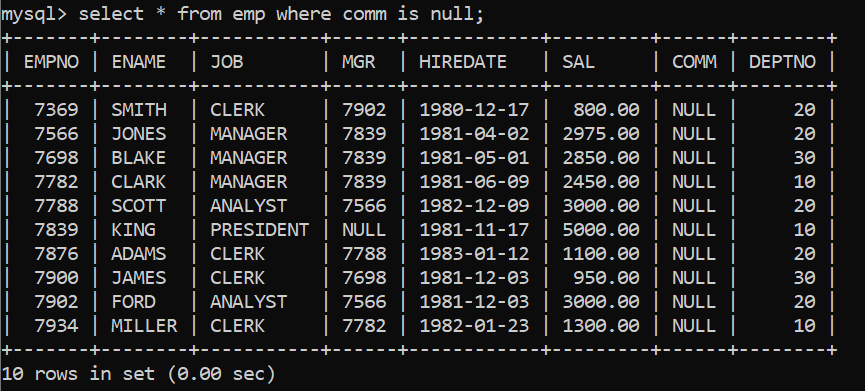 mysql> select * from emp where comm is null;
+-------+--------+-----------+------+------------+---------+------+--------+
| EMPNO | ENAME  | JOB       | MGR  | HIREDATE   | SAL     | COMM | DEPTNO |
+-------+--------+-----------+------+------------+---------+------+--------+
|  7369 | SMITH  | CLERK     | 7902 | 1980-12-17 |  800.00 | NULL |     20 |
|  7566 | JONES  | MANAGER   | 7839 | 1981-04-02 | 2975.00 | NULL |     20 |
|  7698 | BLAKE  | MANAGER   | 7839 | 1981-05-01 | 2850.00 | NULL |     30 |
|  7782 | CLARK  | MANAGER   | 7839 | 1981-06-09 | 2450.00 | NULL |     10 |
|  7788 | SCOTT  | ANALYST   | 7566 | 1982-12-09 | 3000.00 | NULL |     20 |
|  7839 | KING   | PRESIDENT | NULL | 1981-11-17 | 5000.00 | NULL |     10 |
|  7876 | ADAMS  | CLERK     | 7788 | 1983-01-12 | 1100.00 | NULL |     20 |
|  7900 | JAMES  | CLERK     | 7698 | 1981-12-03 |  950.00 | NULL |     30 |
|  7902 | FORD   | ANALYST   | 7566 | 1981-12-03 | 3000.00 | NULL |     20 |
|  7934 | MILLER | CLERK     | 7782 | 1982-01-23 | 1300.00 | NULL |     10 |
+-------+--------+-----------+------+------------+---------+------+--------+
10 rows in set (0.00 sec)